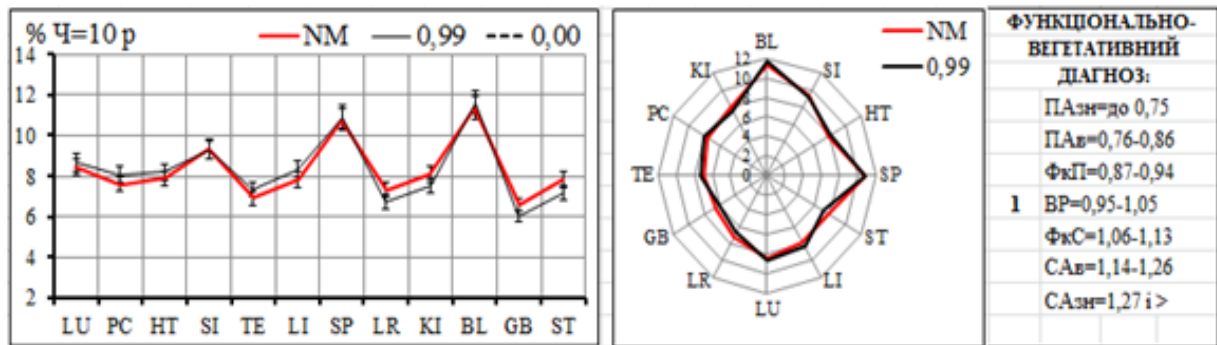 % Ч=10 р NM 0,99 0,00
14
12
10
8
6
4
2
LU PC HT SI TE LI SP LR KI BL GB ST
NM
0,99
BL
SI
HT
SP
ST
LI
LU
LR
GB
TE
PC
KI
12
10
8
6
4
2
0
ФУНКЦІОНАЛЬНО-
ВЕГЕТАТИВНИЙ
ДІАГНОЗ:
ПАзн=до 0,75
ПАв=0,76-0,86
ФкП=0,87-0,94
1 ВР=0,95-1,05
ФкС=1,06-1,13
САв=1,14-1,26
САзн=1,27 і >